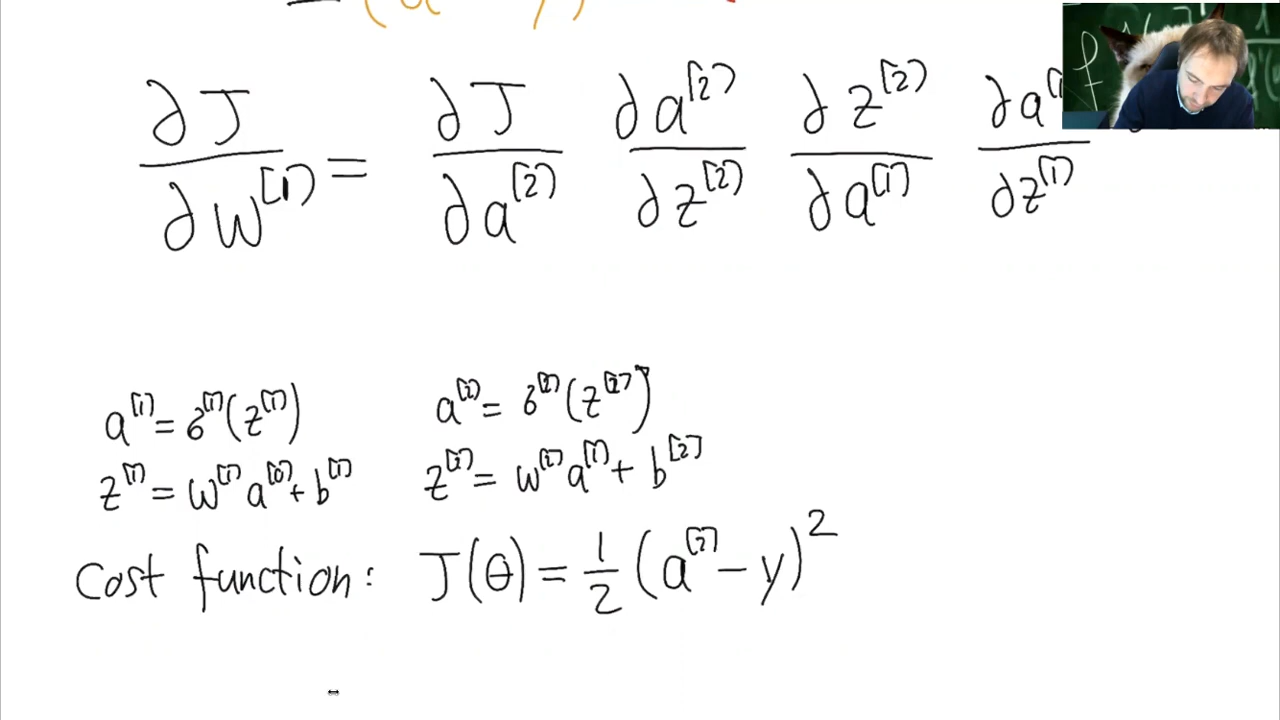 (a - y)
∂J/∂w^[1] = ∂J/∂a^[2] ∂a^[2]/∂z^[2] ∂z^[2]/∂a^[1] ∂a^[1]/∂z^[1]
a^[1] = σ^[1](z^[1]) a^[2] = σ^[2](z^[2])
z^[1] = w^[1] a^[0] + b^[1] z^[2] = w^[2] a^[1] + b^[2]
Cost function: J(θ) = 1/2 (a^[2] - y)^2